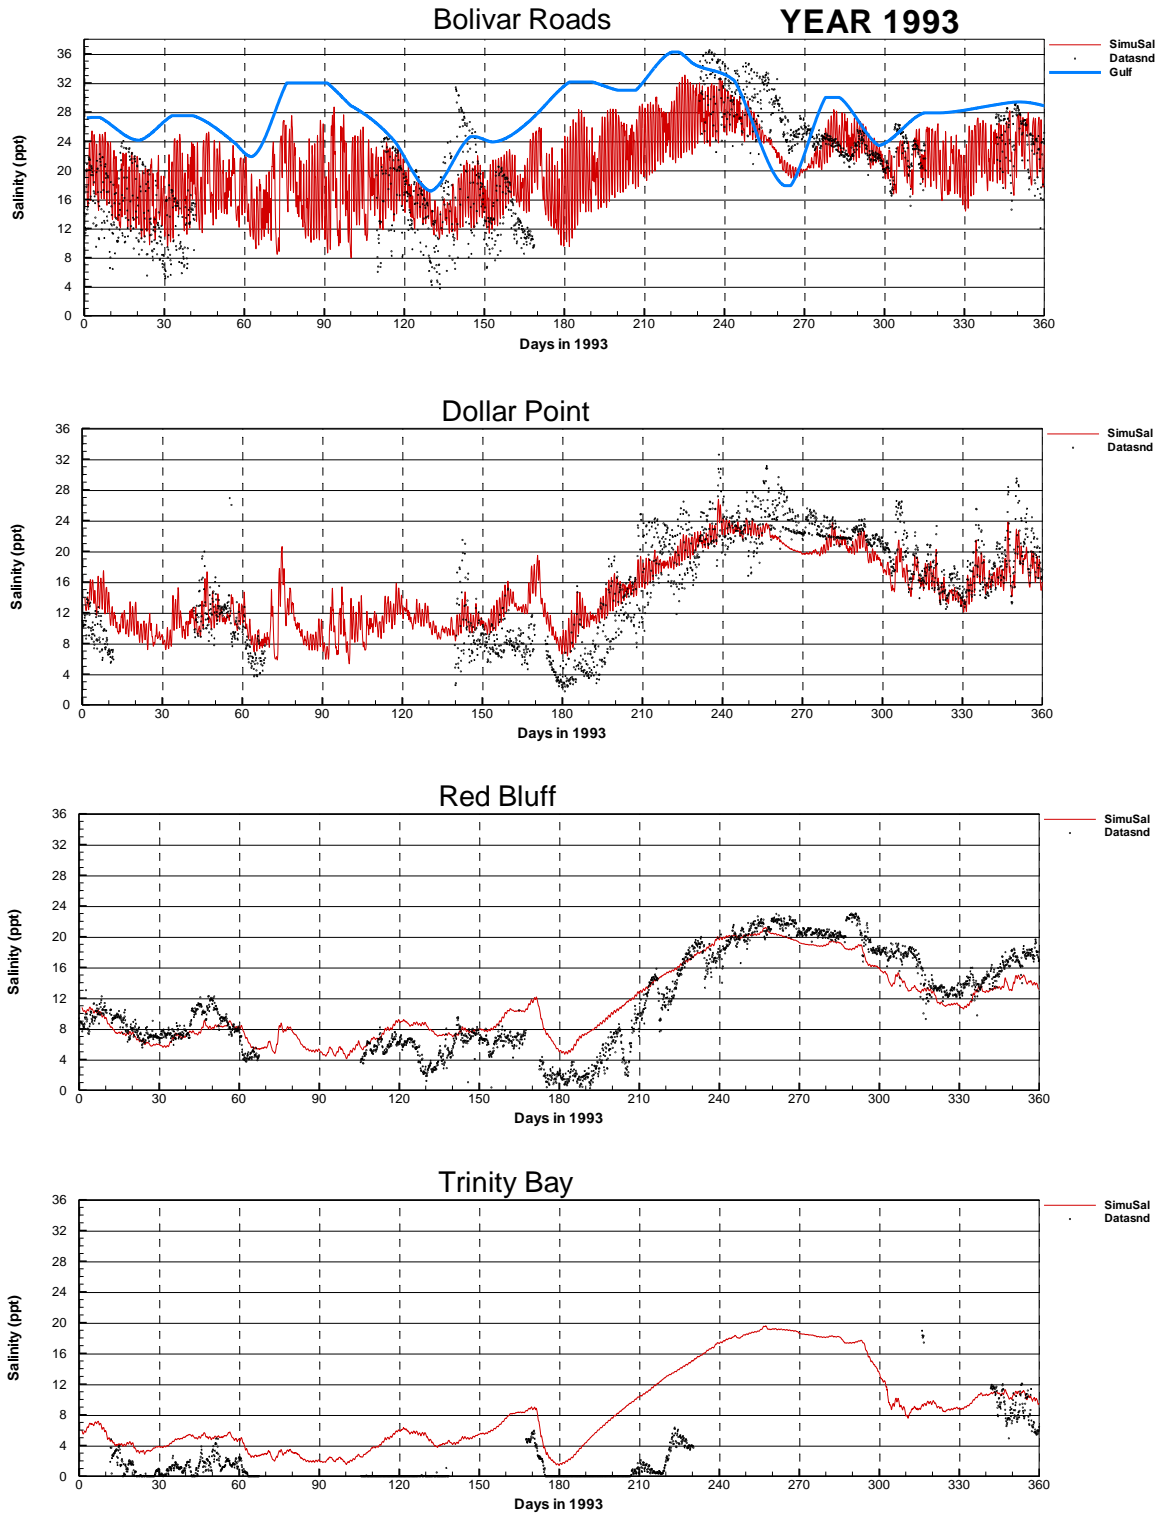 Bolivar Roads
YEAR 1993
SimuSal
Datasnd
Gulf
36
32
28
24
20
16
12
8
4
0
Salinity (ppt)
0 30 60 90 120 150 180 210 240 270 300 330 360
Days in 1993
Dollar Point
SimuSal
Datasnd
36
32
28
24
20
16
12
8
4
0
Salinity (ppt)
0 30 60 90 120 150 180 210 240 270 300 330 360
Days in 1993
Red Bluff
SimuSal
Datasnd
36
32
28
24
20
16
12
8
4
0
Salinity (ppt)
0 30 60 90 120 150 180 210 240 270 300 330 360
Days in 1993
Trinity Bay
SimuSal
Datasnd
36
32
28
24
20
16
12
8
4
0
Salinity (ppt)
0 30 60 90 120 150 180 210 240 270 300 330 360
Days in 1993